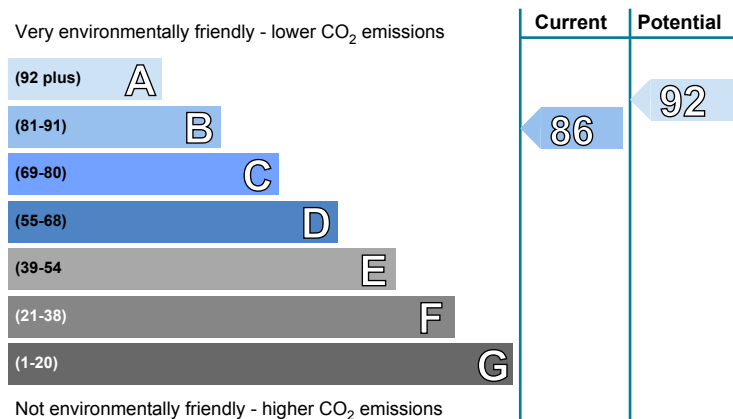 Very environmentally friendly - lower CO₂ emissions
Current
Potential
(92 plus) A
(81-91) B
(69-80) C
(55-68) D
(39-54 E
(21-38) F
(1-20) G
86
92
Not environmentally friendly - higher CO₂ emissions